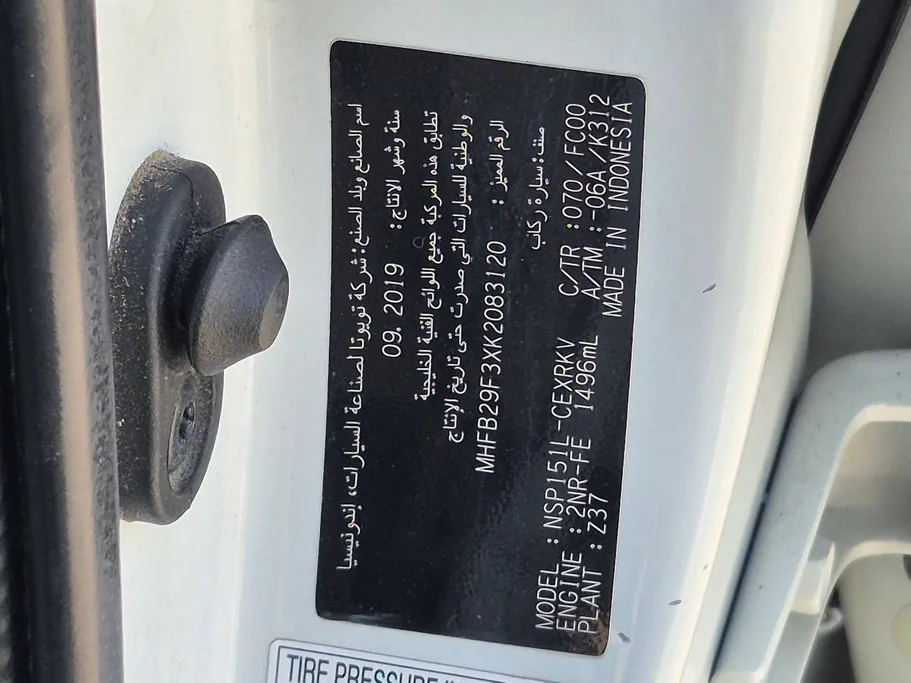 اسم الصانع وبلد الصنع: شركة تويوتا لصناعة السيارات، إندونيسيا
سنة وشهر الانتاج: 09. 2019
تطابق هذه المركبة جميع اللوائح الفنية الخليجية
والوطنية للسيارات التي صدرت حتى تاريخ الإنتاج
الرقم المميز: MHFB29F3XK2083120
صنف: سيارة ركاب
MODEL : NSP151L-CEXRKV C/TR :070/FC00
ENGINE : 2NR-FE 1496mL A/TM :-06A/K312
PLANT : Z37 MADE IN INDONESIA
TIRE PRESSURE